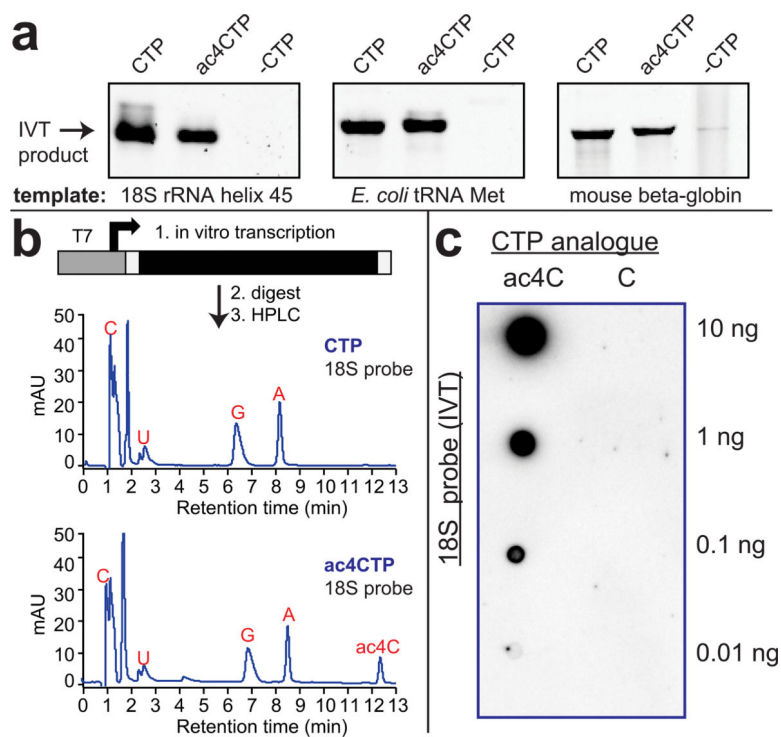 a
CTP ac4CTP -CTP CTP ac4CTP -CTP CTP ac4CTP -CTP
IVT
product
template: 18S rRNA helix 45 E. coli tRNA Met mouse beta-globin
b
T7 1. in vitro transcription
2. digest
3. HPLC
50
40
30
20
10
0
mAU
C
U
G
A
CTP
18S probe
0 1 2 3 4 5 6 7 8 9 10 11 12 13
Retention time (min)
50
40
30
20
10
0
mAU
C
U
G
A
ac4C
ac4CTP
18S probe
0 1 2 3 4 5 6 7 8 9 10 11 12 13
Retention time (min)
c
CTP analogue
ac4C C
18S probe (IVT)
10 ng
1 ng
0.1 ng
0.01 ng